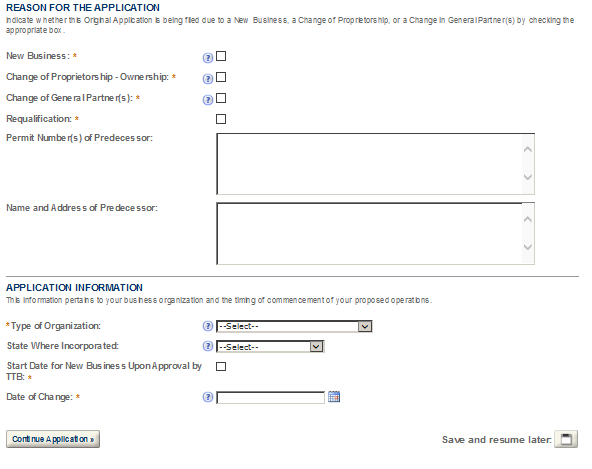 REASON FOR THE APPLICATION
Indicate whether this Original Application is being filed due to a New Business, a Change of Proprietorship, or a Change in General Partner(s) by checking the
appropriate box.
New Business: *
Change of Proprietorship - Ownership: *
Change of General Partner(s): *
Requalification: *
Permit Number(s) of Predecessor:
Name and Address of Predecessor:
APPLICATION INFORMATION
This information pertains to your business organization and the timing of commencement of your proposed operations.
*Type of Organization: --Select--
State Where Incorporated: --Select--
Start Date for New Business Upon Approval by
TTB: *
Date of Change: *
Continue Application »
Save and resume later: